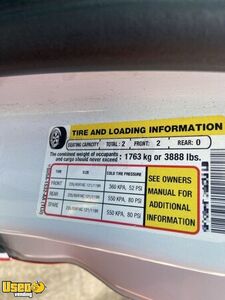 TIRE AND LOADING INFORMATION
SEATING CAPACITY TOTAL : 2 FRONT: 2 REAR: 0
The combined weight of occupants and cargo should never exceed : 1763 kg or 3888 lbs.
TIRE SIZE COLD TIRE PRESSURE
FRONT 360 KPA, 52 PSI
REAR 550 KPA, 80 PSI
SPARE 550 KPA, 80 PSI
SEE OWNERS
MANUAL FOR
ADDITIONAL
INFORMATION
Used
vending